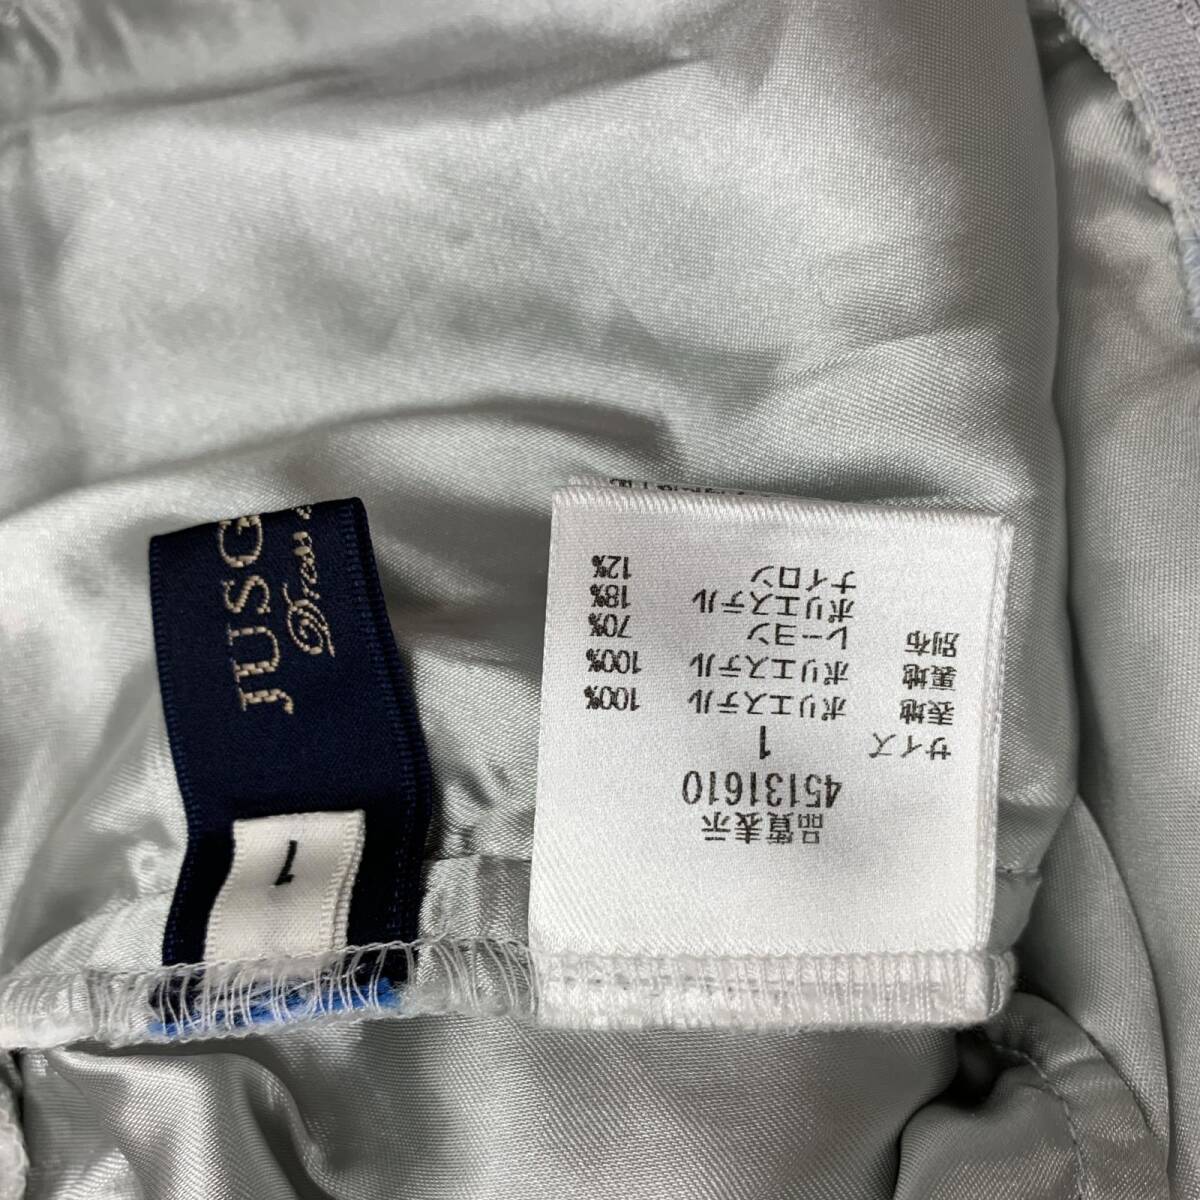 JUSG
Dress
1
品質表示
45131610
サイズ 1
表地 ポリエステル 100%
裏地 ポリエステル 100%
別布 レーヨン 70%
ポリエステル 18%
ナイロン 12%